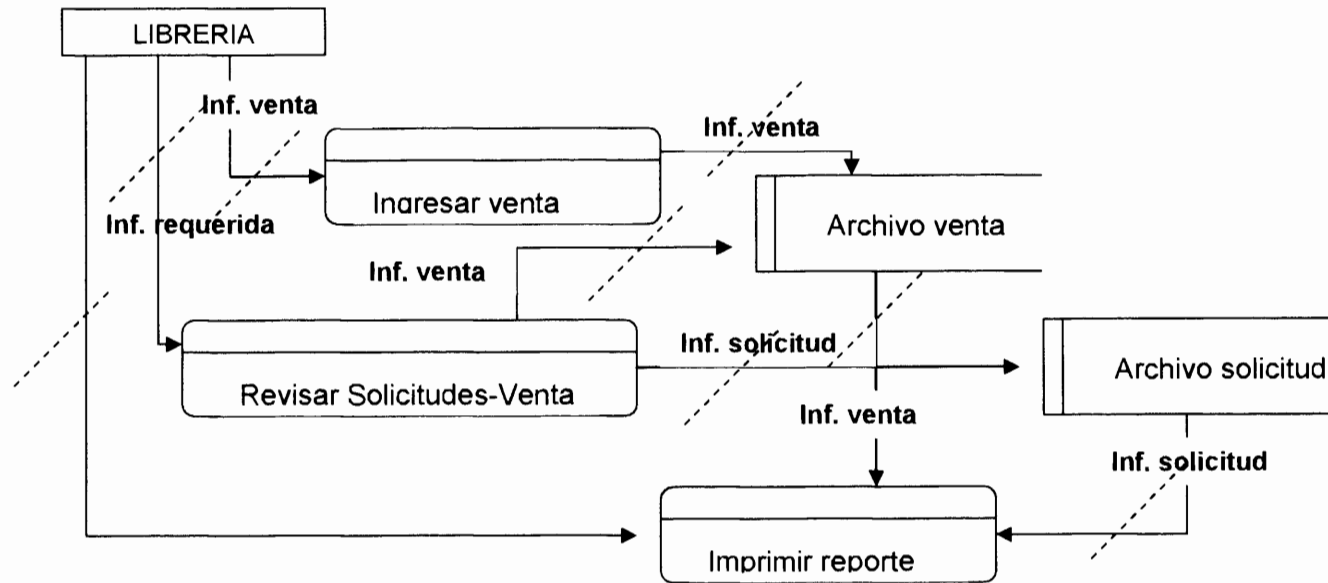 LIBRERIA
Inf. venta
Inf. venta
Ingresar venta
Inf. requerida
Archivo venta
Inf. venta
Inf. solicitud
Revisar Solicitudes-Venta
Archivo solicitud
Inf. venta
Inf. solicitud
Imprimir reporte